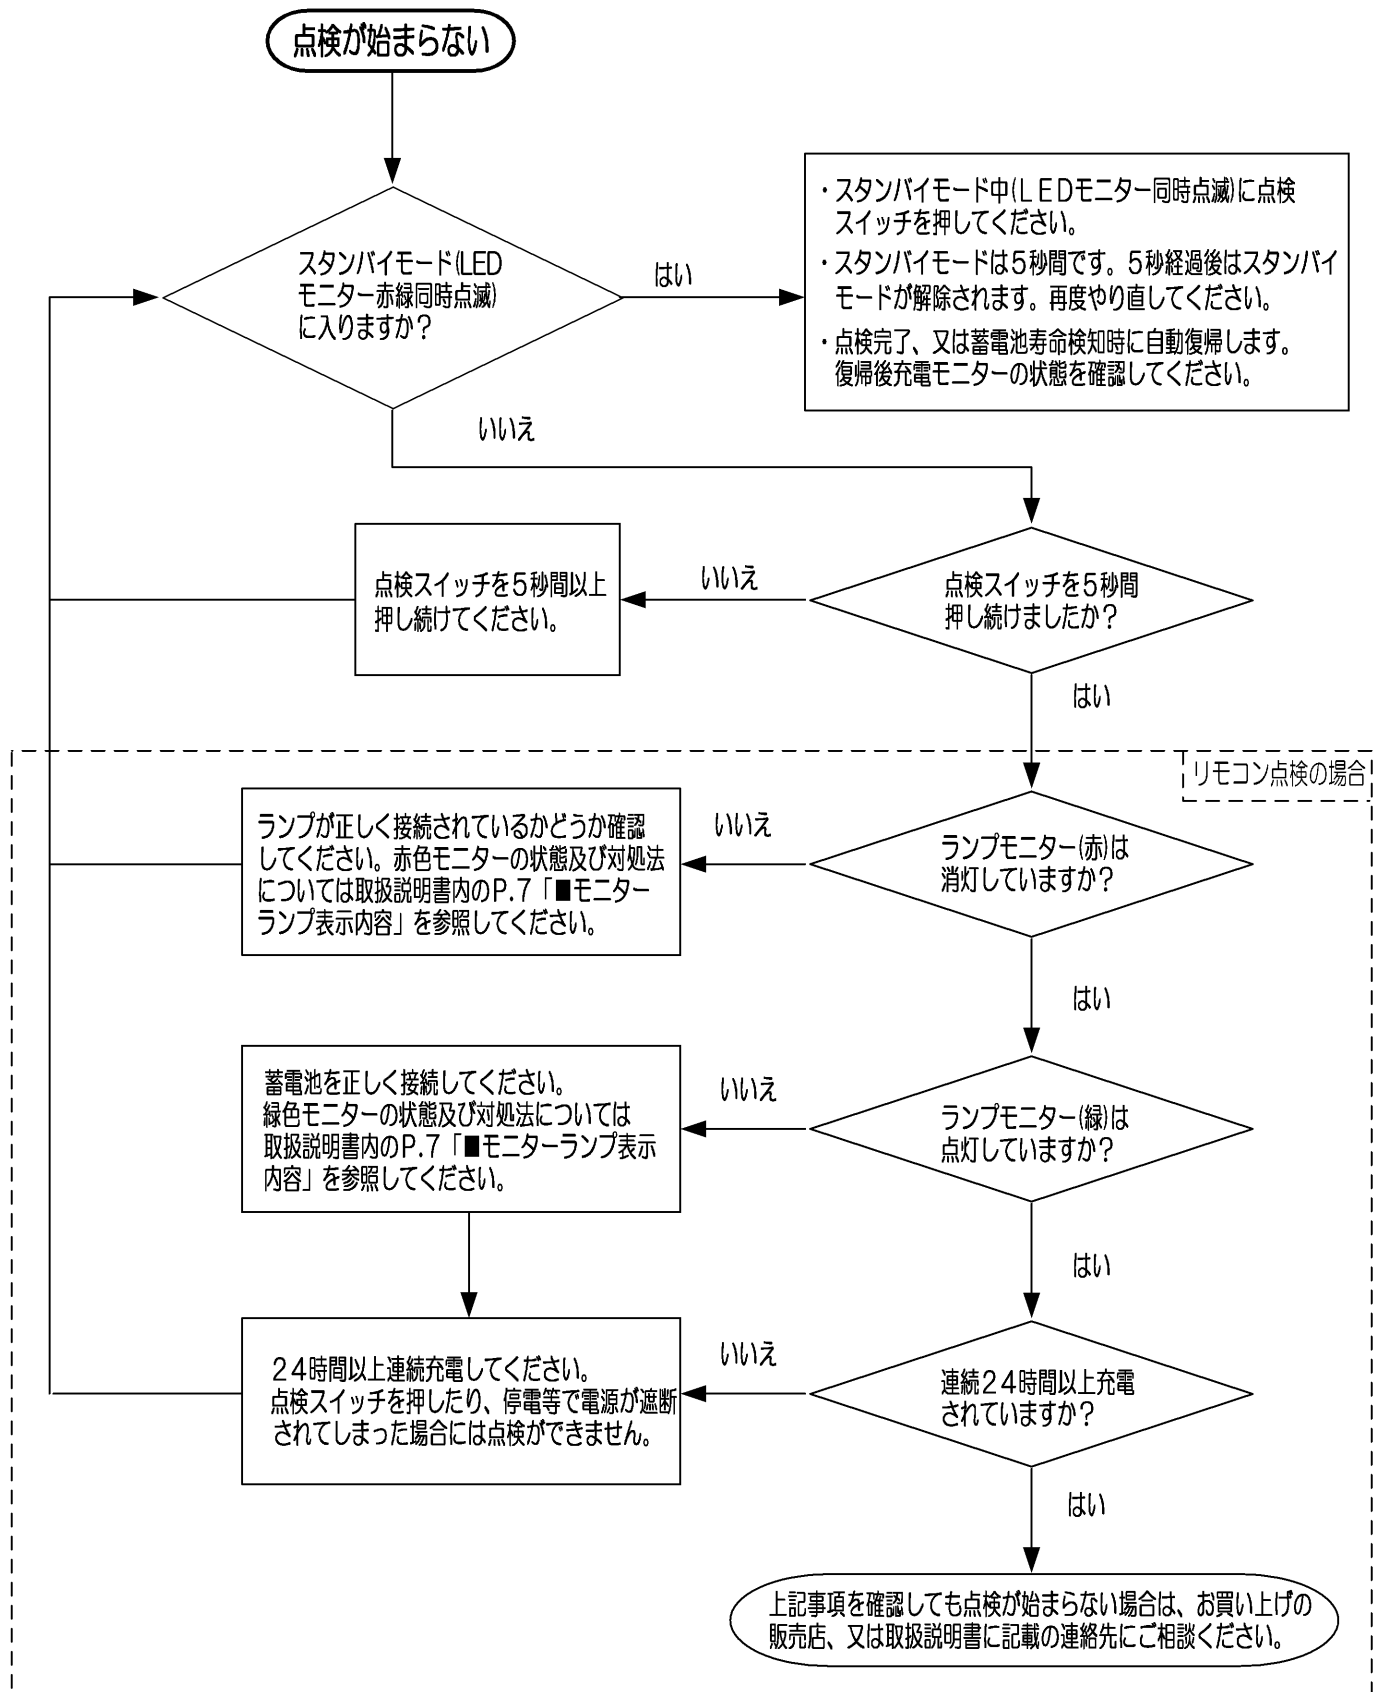 点検が始まらない
スタンバイモード(LED
モニター赤緑同時点滅)
に入りますか？
はい
・スタンバイモード中(ＬＥＤモニター同時点滅)に点検
スイッチを押してください。
・スタンバイモードは５秒間です。５秒経過後はスタンバイ
モードが解除されます。再度やり直してください。
・点検完了、又は蓄電池寿命検知時に自動復帰します。
復帰後充電モニターの状態を確認してください。
いいえ
点検スイッチを５秒間
押し続けましたか？
いいえ
点検スイッチを５秒間以上
押し続けてください。
はい
リモコン点検の場合
ランプモニター(赤)は
消灯していますか？
いいえ
ランプが正しく接続されているかどうか確認
してください。赤色モニターの状態及び対処法
については取扱説明書内のＰ.７「■モニター
ランプ表示内容」を参照してください。
はい
ランプモニター(緑)は
点灯していますか？
いいえ
蓄電池を正しく接続してください。
緑色モニターの状態及び対処法については
取扱説明書内のＰ.７「■モニターランプ表示
内容」を参照してください。
はい
連続２４時間以上充電
されていますか？
いいえ
２４時間以上連続充電してください。
点検スイッチを押したり、停電等で電源が遮断
されてしまった場合には点検ができません。
はい
上記事項を確認しても点検が始まらない場合は、お買い上げの
販売店、又は取扱説明書に記載の連絡先にご相談ください。